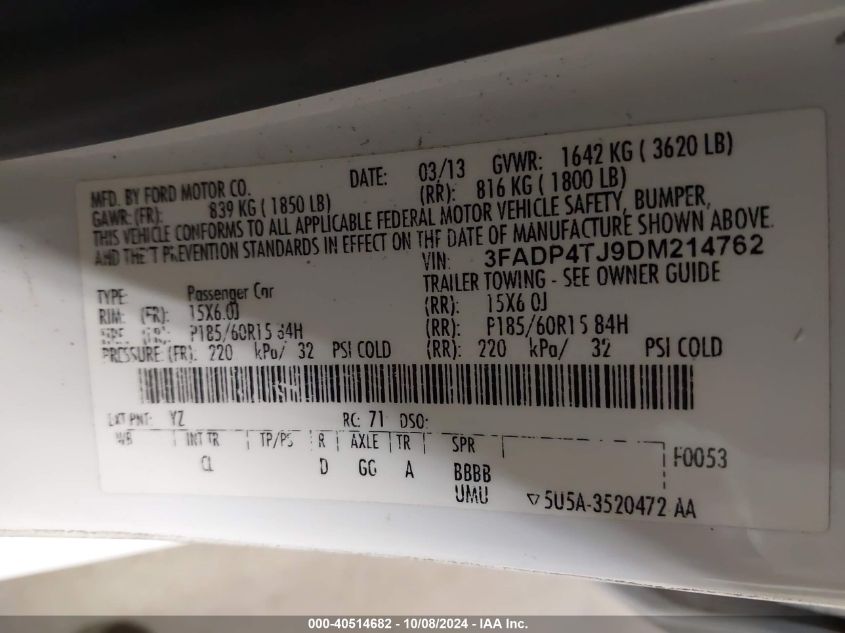 MFD. BY FORD MOTOR CO. DATE: 03/13 GVWR: 1642 KG ( 3620 LB)
GAWR: (FR): 839 KG ( 1850 LB) (RR): 816 KG ( 1800 LB)
THIS VEHICLE CONFORMS TO ALL APPLICABLE FEDERAL MOTOR VEHICLE SAFETY, BUMPER,
AND THEFT PREVENTION STANDARDS IN EFFECT ON THE DATE OF MANUFACTURE SHOWN ABOVE.
VIN: 3FADP4TJ9DM214762
TYPE: Passenger Car TRAILER TOWING - SEE OWNER GUIDE
RIM: (FR): 15X6.0J (RR): 15X6.0J
P185/60R15 84H (RR): P185/60R15 84H
PRESSURE: (FR): 220 kPa/ 32 PSI COLD (RR): 220 kPa/ 32 PSI COLD
EXT PNT: YZ RC: 71 DSO:
WB INT TR TP/PS R AXLE TR SPR F0053
CL D GG A BBBB
UMU ▽5U5A-3520472 AA
000-40514682 - 10/08/2024 - IAA Inc.